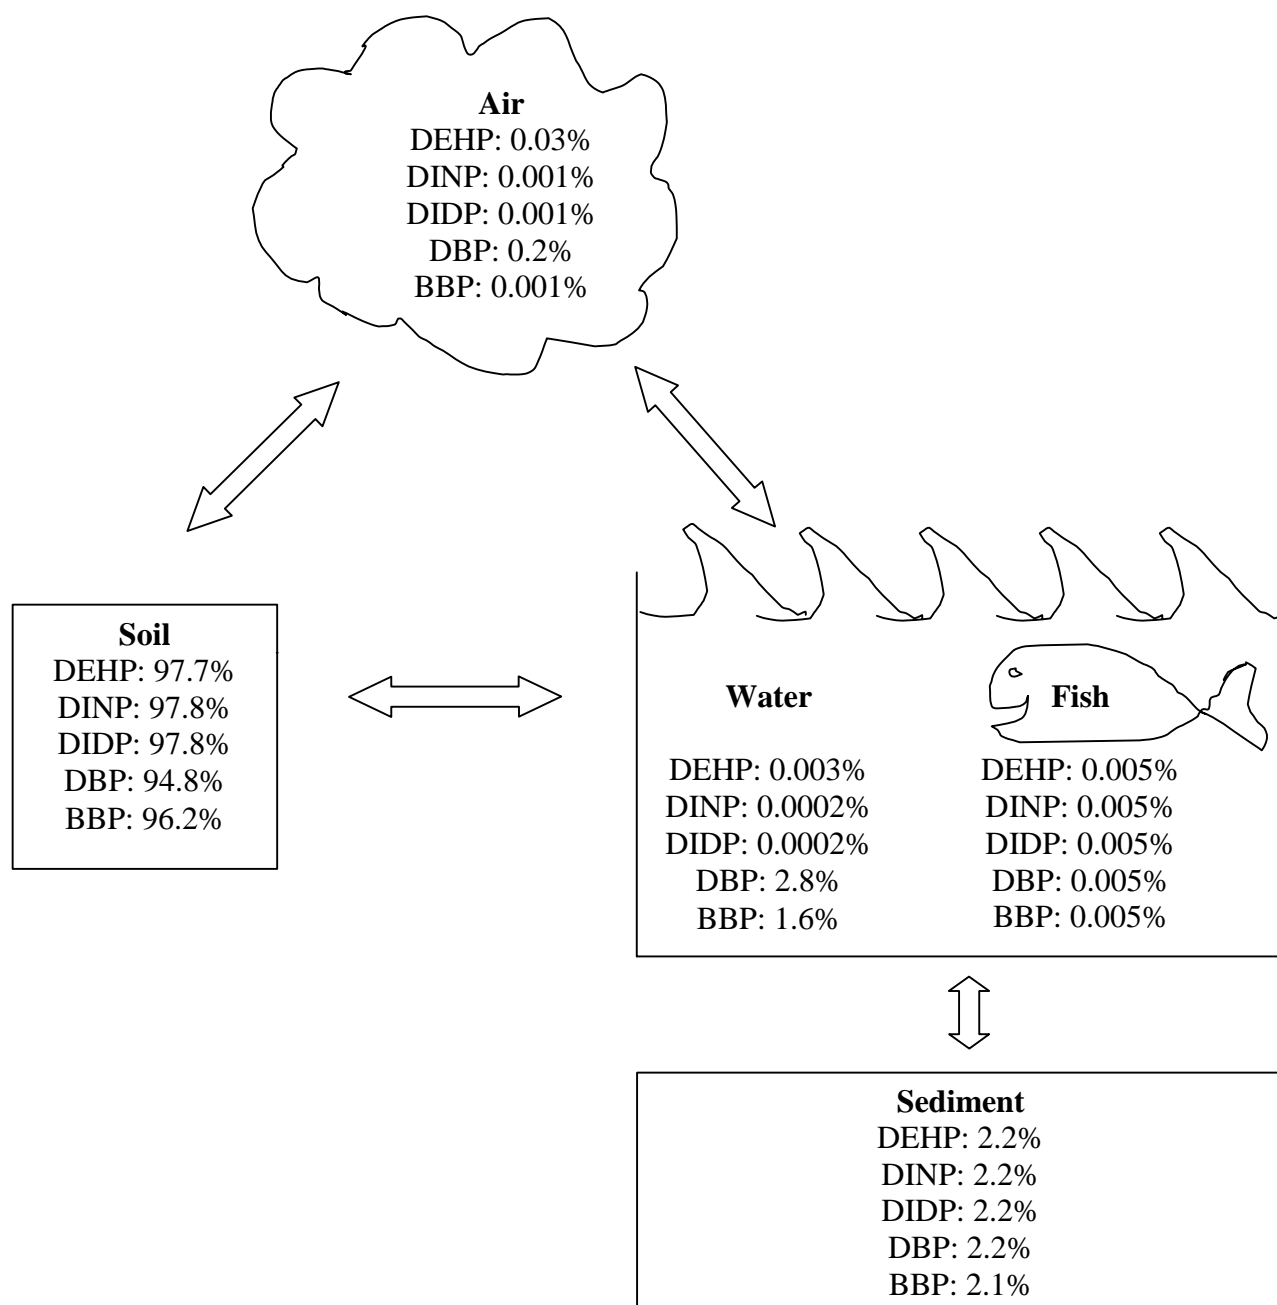 Air
DEHP: 0.03%
DINP: 0.001%
DIDP: 0.001%
DBP: 0.2%
BBP: 0.001%
Soil
DEHP: 97.7%
DINP: 97.8%
DIDP: 97.8%
DBP: 94.8%
BBP: 96.2%
Water
DEHP: 0.003%
DINP: 0.0002%
DIDP: 0.0002%
DBP: 2.8%
BBP: 1.6%
Fish
DEHP: 0.005%
DINP: 0.005%
DIDP: 0.005%
DBP: 0.005%
BBP: 0.005%
Sediment
DEHP: 2.2%
DINP: 2.2%
DIDP: 2.2%
DBP: 2.2%
BBP: 2.1%